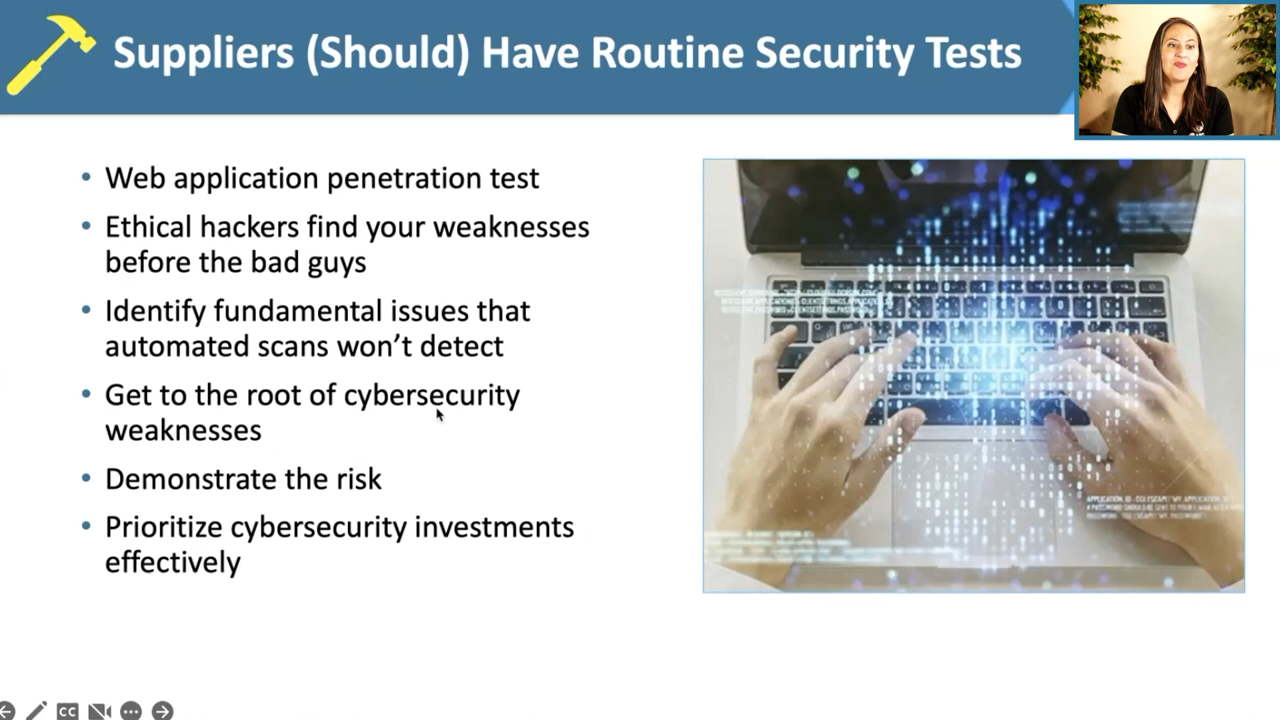 Suppliers (Should) Have Routine Security Tests
• Web application penetration test
• Ethical hackers find your weaknesses
before the bad guys
• Identify fundamental issues that
automated scans won't detect
• Get to the root of cybersecurity
weaknesses
• Demonstrate the risk
• Prioritize cybersecurity investments
effectively
CC